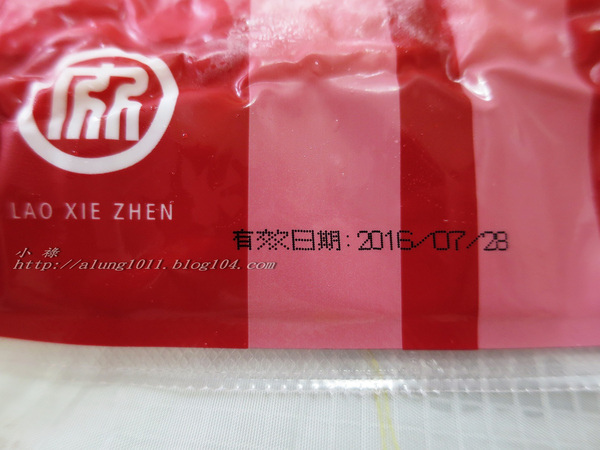 LAO XIE ZHEN
有效日期:2016/07/28
小祿
http://alung1011.blog104.com/